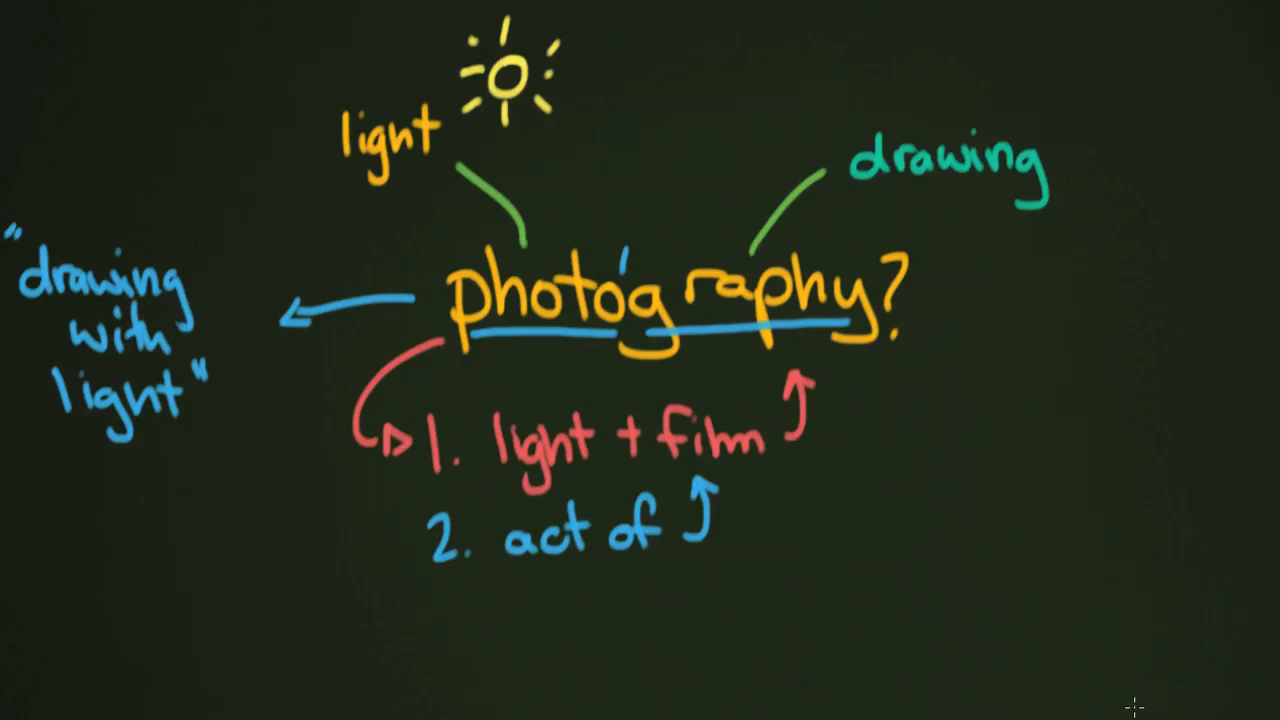 light
drawing
photography?
"drawing
with
light"
1. light + film
2. act of